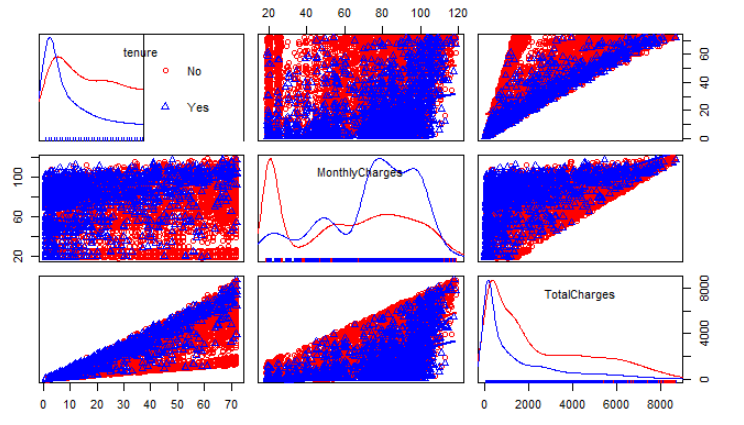 20 40 60 80 100 120
tenure
No
Yes
0 20 40 60
20 60 100
MonthlyCharges
TotalCharges
0 4000 8000
0 10 20 30 40 50 60 70
0 2000 4000 6000 8000